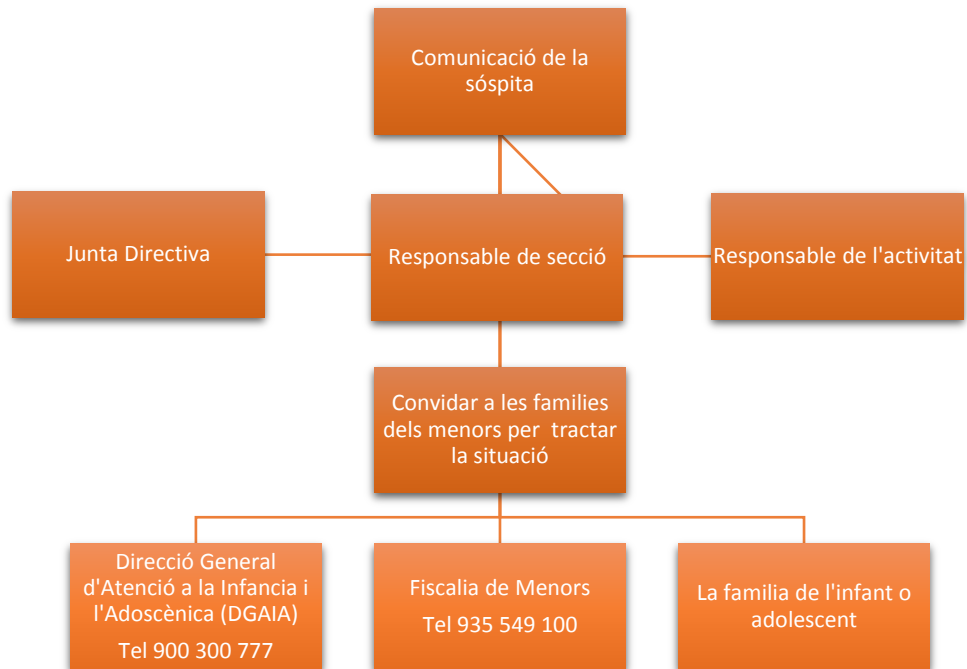 Comunicació de la
sóspita
Junta Directiva
Responsable de secció
Responsable de l'activitat
Convidar a les families
dels menors per tractar
la situació
Direcció General
d'Atenció a la Infancia i
l'Adoscènica (DGAIA)
Tel 900 300 777
Fiscalia de Menors
Tel 935 549 100
La familia de l'infant o
adolescent